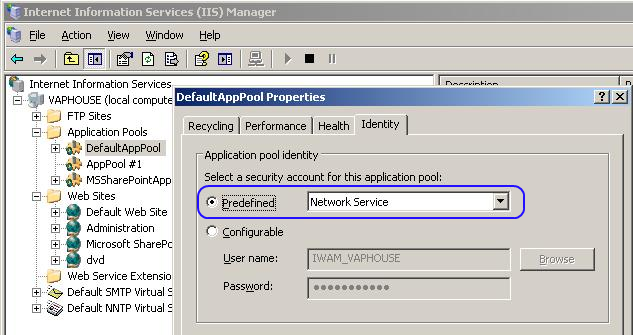 Internet Information Services (IIS) Manager
File Action View Window Help
Internet Information Services
VAPHOUSE (local compute
FTP Sites
Application Pools
DefaultAppPool
AppPool #1
MSSharePointApp
Web Sites
Default Web Site
Administration
Microsoft SharePo
dvd
Web Service Extension
Default SMTP Virtual S
Default NNTP Virtual S
Description
DefaultAppPool Properties
Recycling Performance Health Identity
Application pool identity
Select a security account for this application pool:
Predefined Network Service
Configurable
User name: IWAM_VAPHOUSE Browse
Password: ●●●●●●●●●●●